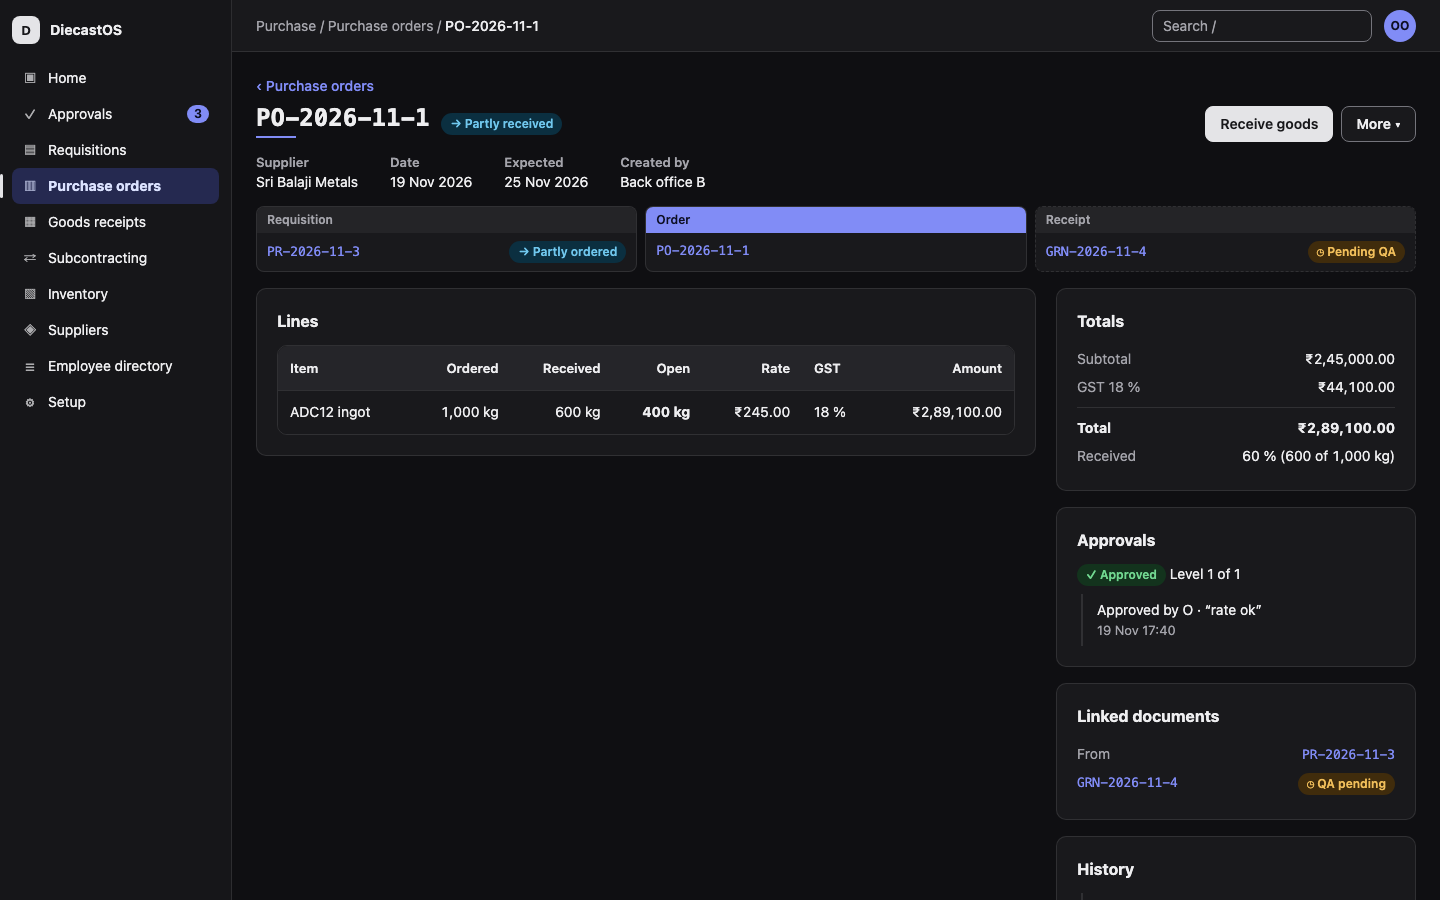 D DiecastOS
Home
Approvals 3
Requisitions
Purchase orders
Goods receipts
Subcontracting
Inventory
Suppliers
Employee directory
Setup
Purchase / Purchase orders / PO-2026-11-1
Search /
OO
‹ Purchase orders
PO-2026-11-1 → Partly received
Receive goods
More ▾
Supplier Date Expected Created by
Sri Balaji Metals 19 Nov 2026 25 Nov 2026 Back office B
Requisition Order Receipt
PR-2026-11-3 → Partly ordered PO-2026-11-1 GRN-2026-11-4 Pending QA
Lines
Item Ordered Received Open Rate GST Amount
ADC12 ingot 1,000 kg 600 kg 400 kg ₹245.00 18 % ₹2,89,100.00
Totals
Subtotal ₹2,45,000.00
GST 18 % ₹44,100.00
Total ₹2,89,100.00
Received 60 % (600 of 1,000 kg)
Approvals
✓ Approved Level 1 of 1
Approved by O · “rate ok”
19 Nov 17:40
Linked documents
From PR-2026-11-3
GRN-2026-11-4 QA pending
History